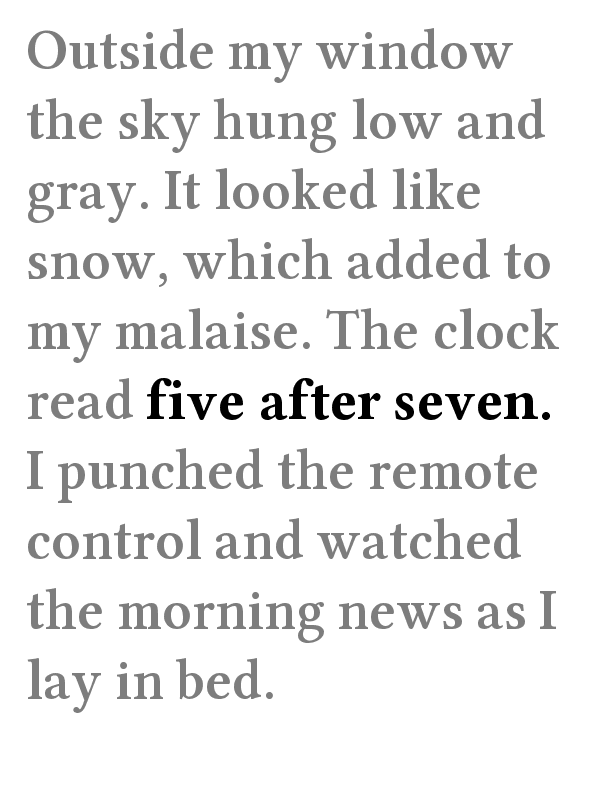 Outside my window
the sky hung low and
gray. It looked like
snow, which added to
my malaise. The clock
read five after seven.
I punched the remote
control and watched
the morning news as I
lay in bed.